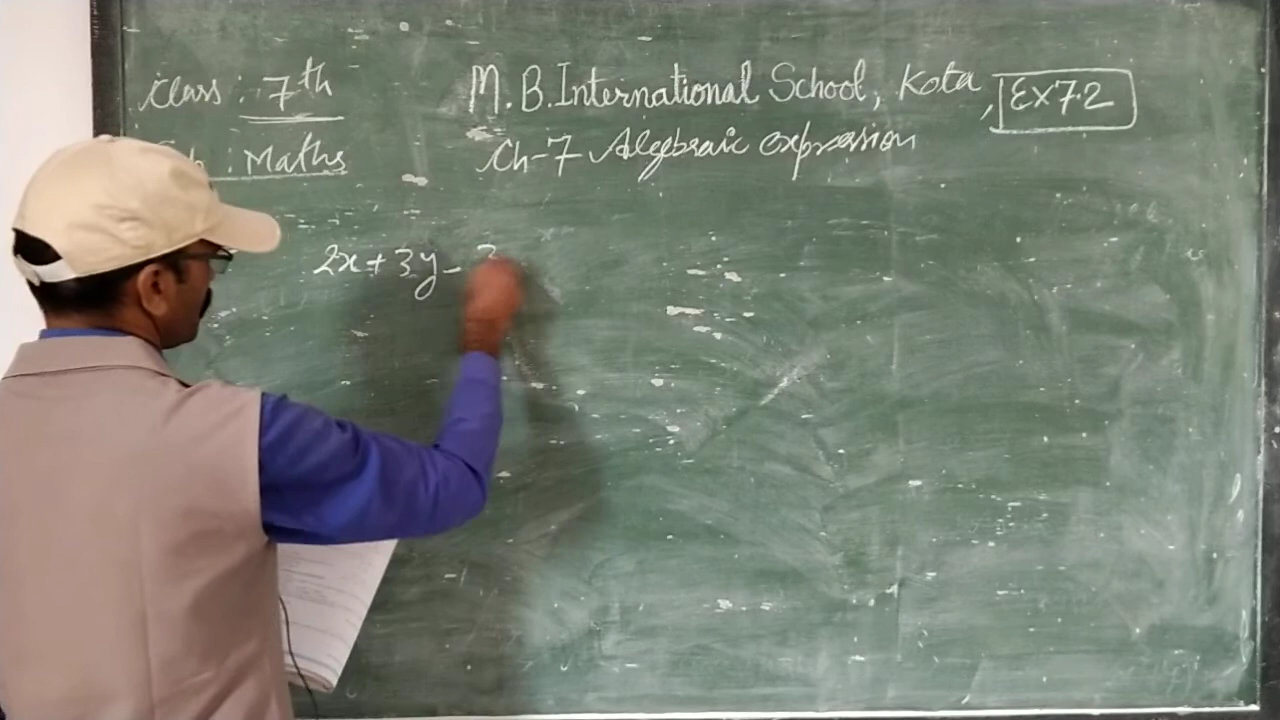 Class : 7th
M. B. International School, Kota, Ex 7.2
: Maths
Ch-7 Algebraic expression
2x + 3y -